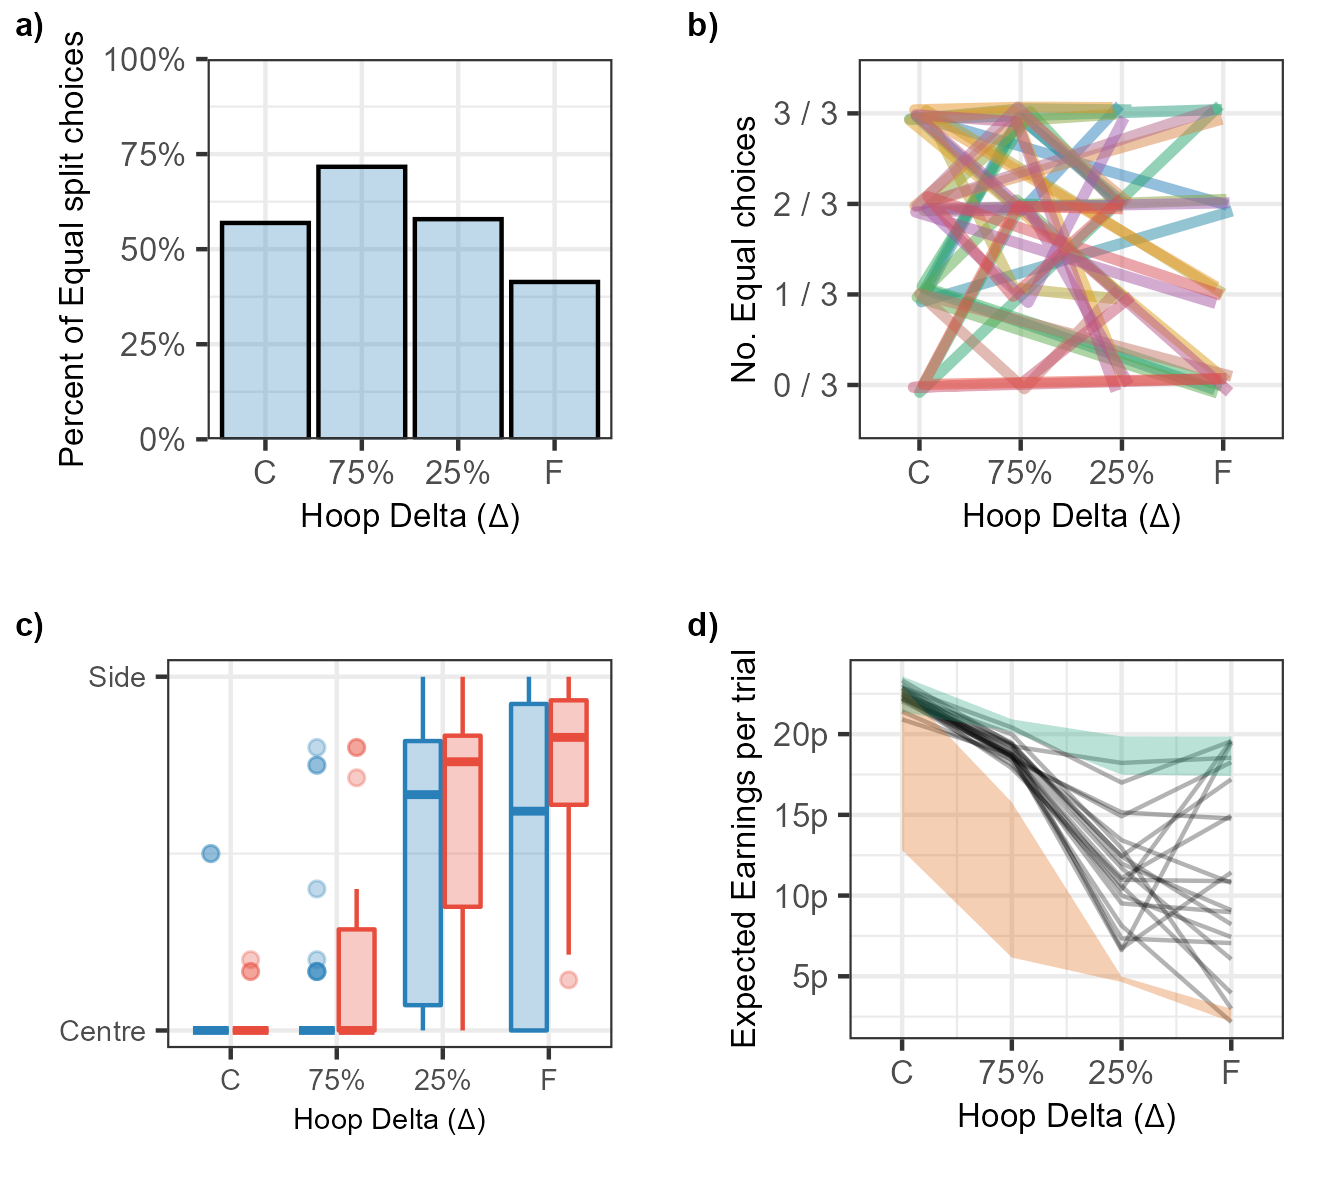 a)
Percent of Equal split choices
100%
75%
50%
25%
0%
C 75% 25% F
Hoop Delta (Δ)
b)
No. Equal choices
3 / 3
2 / 3
1 / 3
0 / 3
C 75% 25% F
Hoop Delta (Δ)
c)
Side
Centre
C 75% 25% F
Hoop Delta (Δ)
d)
Expected Earnings per trial
20p
15p
10p
5p
C 75% 25% F
Hoop Delta (Δ)